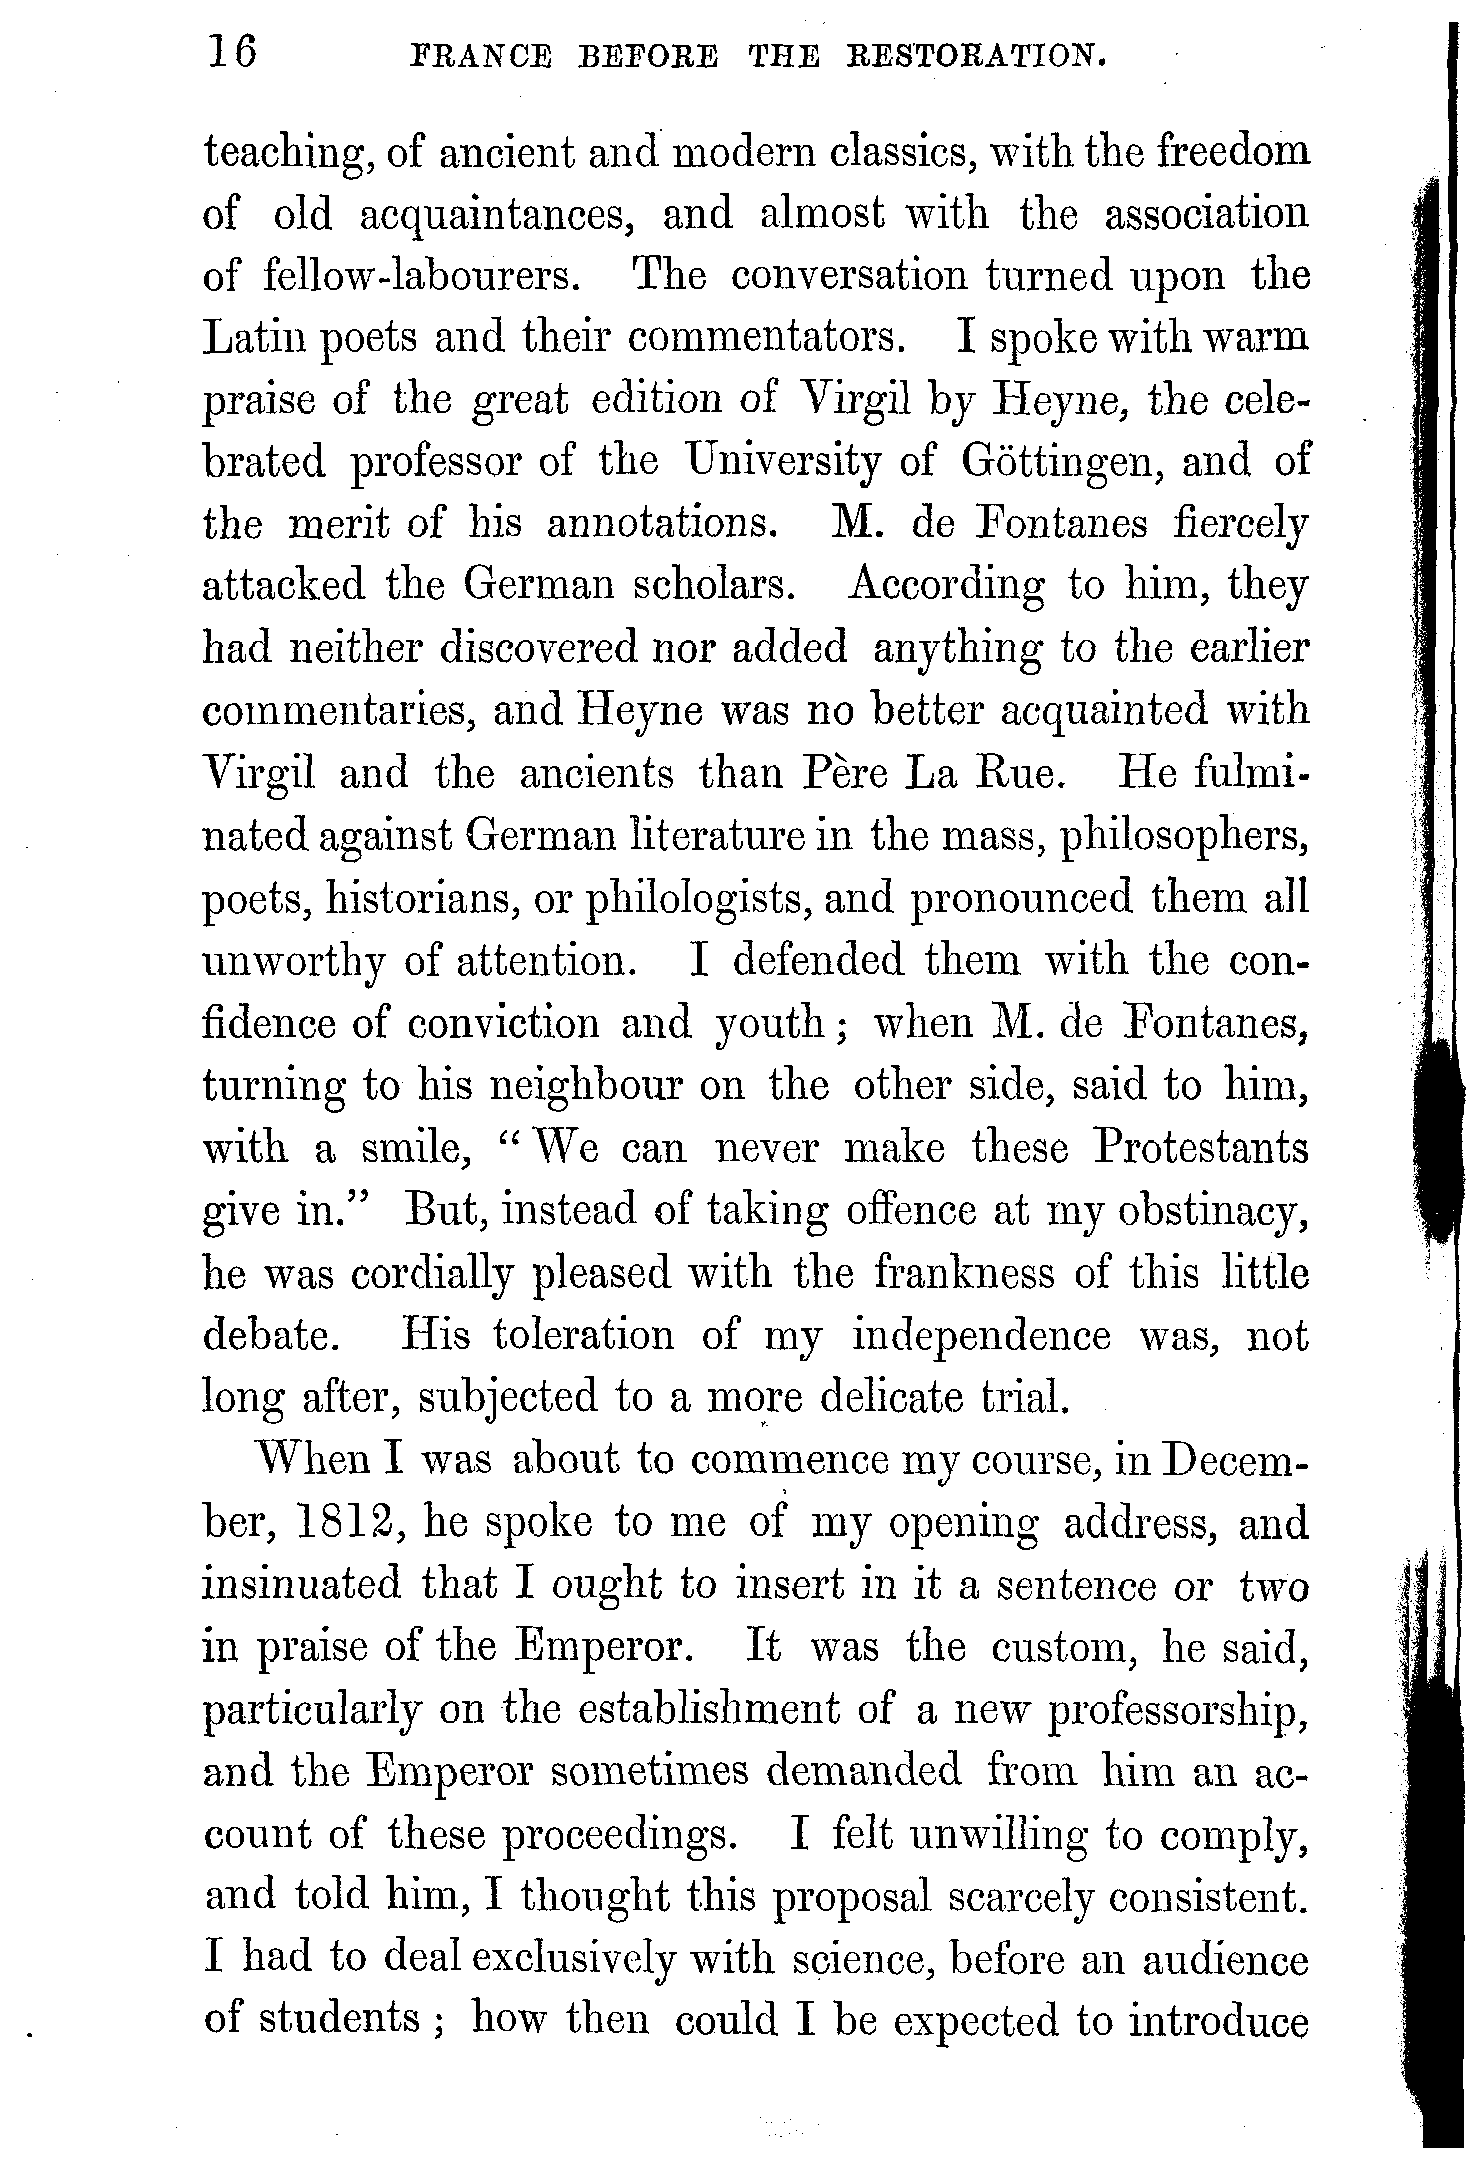 16 FRANCE BEFORE THE RESTORATION.
teaching, of ancient and modern classics, with the freedom
of old acquaintances, and almost with the association
of fellow-labourers. The conversation turned upon the
Latin poets and their commentators. I spoke with warm
praise of the great edition of Virgil by Heyne, the cele-
brated professor of the University of Göttingen, and of
the merit of his annotations. M. de Fontanes fiercely
attacked the German scholars. According to him, they
had neither discovered nor added anything to the earlier
commentaries, and Heyne was no better acquainted with
Virgil and the ancients than Père La Rue. He fulmi-
nated against German literature in the mass, philosophers,
poets, historians, or philologists, and pronounced them all
unworthy of attention. I defended them with the con-
fidence of conviction and youth; when M. de Fontanes,
turning to his neighbour on the other side, said to him,
with a smile, “We can never make these Protestants
give in.” But, instead of taking offence at my obstinacy,
he was cordially pleased with the frankness of this little
debate. His toleration of my independence was, not
long after, subjected to a more delicate trial.
When I was about to commence my course, in Decem-
ber, 1812, he spoke to me of my opening address, and
insinuated that I ought to insert in it a sentence or two
in praise of the Emperor. It was the custom, he said,
particularly on the establishment of a new professorship,
and the Emperor sometimes demanded from him an ac-
count of these proceedings. I felt unwilling to comply,
and told him, I thought this proposal scarcely consistent.
I had to deal exclusively with science, before an audience
of students; how then could I be expected to introduce